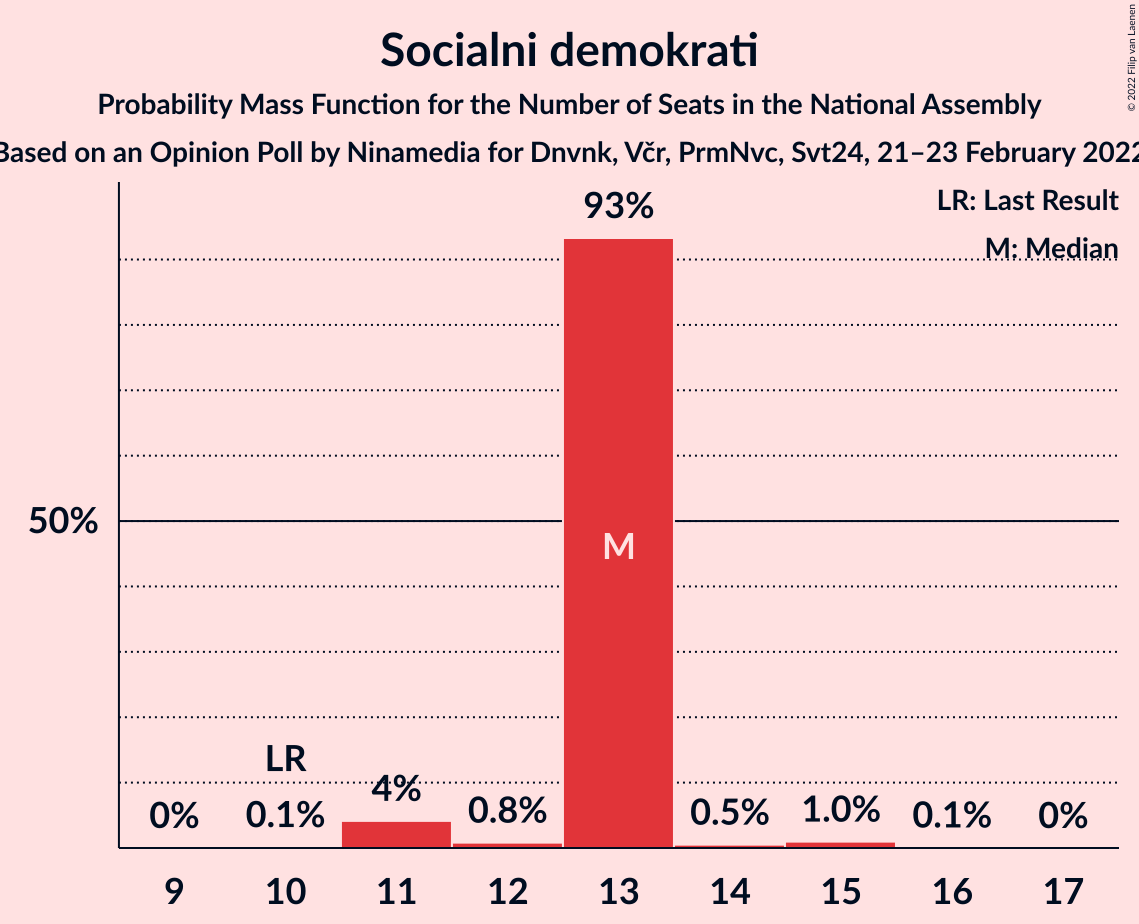 Socialni demokrati
Probability Mass Function for the Number of Seats in the National Assembly
Based on an Opinion Poll by Ninamedia for Dnvnk, Včr, PrmNvc, Svt24, 21–23 February 2022
© 2022 Filip van Laenen
LR: Last Result
M: Median
93%
50%
M
LR
0% 0.1% 4% 0.8% 0.5% 1.0% 0.1% 0%
9 10 11 12 13 14 15 16 17